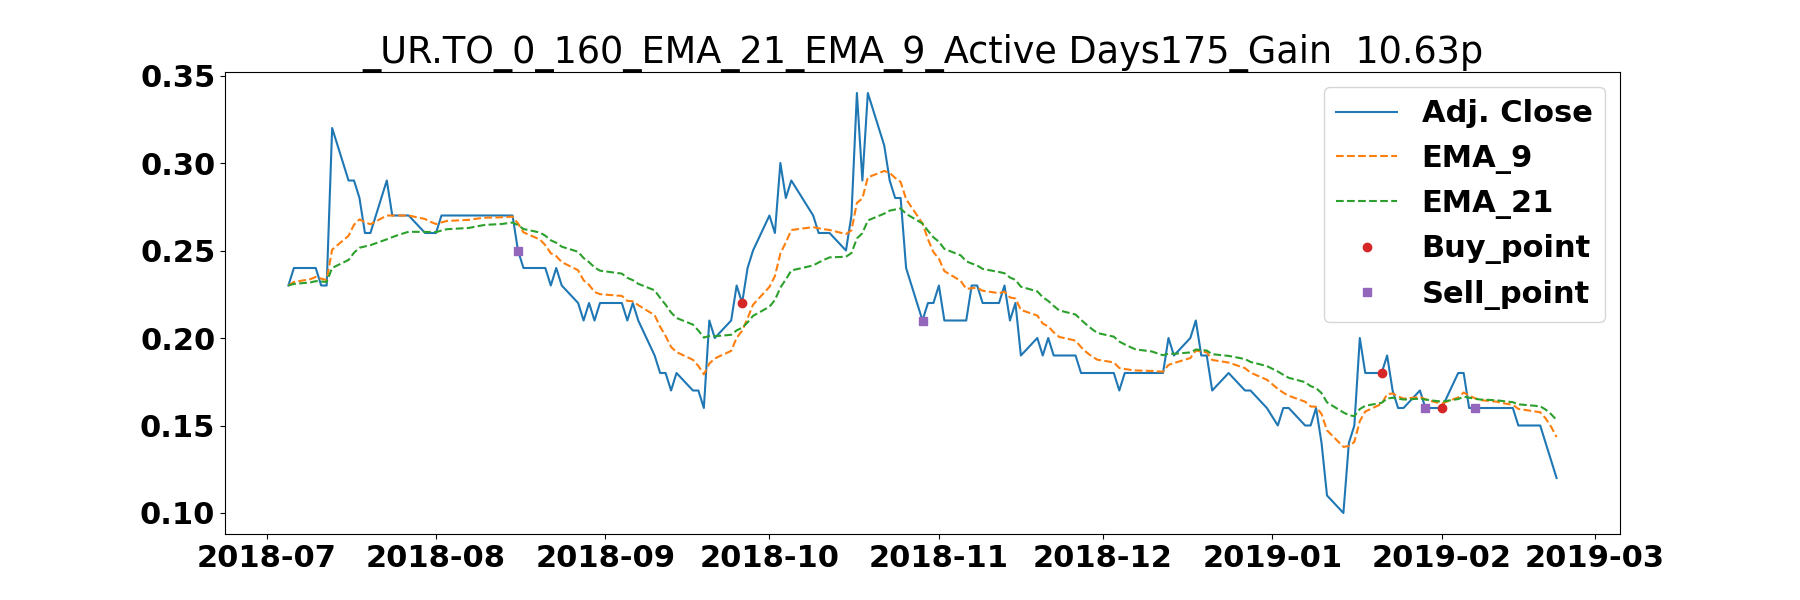 _UR.TO_0_160_EMA_21_EMA_9_Active Days175_Gain  10.63p
0.35
0.30
0.25
0.20
0.15
0.10
Adj. Close
EMA_9
EMA_21
Buy_point
Sell_point
2018-07 2018-08 2018-09 2018-10 2018-11 2018-12 2019-01 2019-02 2019-03